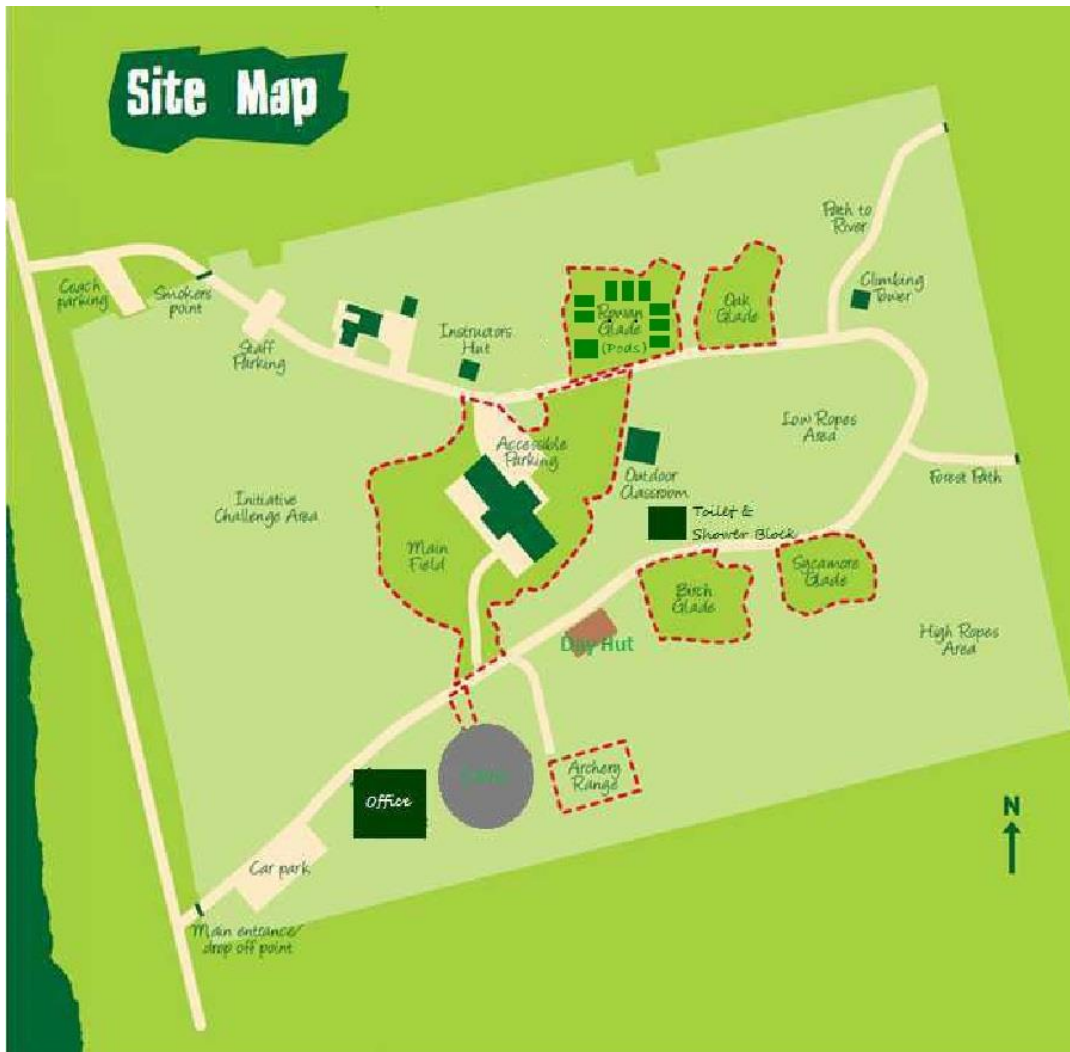 Site Map
Path to
River
Climbing
Tower
Coach
parking
Smokers
point
Staff
Parking
Instructors
Hut
Rowan
Glade
(Pods)
Oak
Glade
Low Ropes
Area
Accessible
Parking
Outdoor
Classroom
Forest Path
Initiative
Challenge Area
Toilet &
Shower Block
Main
Field
Birch
Glade
Sycamore
Glade
High Ropes
Area
Day Hut
Archery
Range
Office
N
Car park
Main entrance/
drop off point